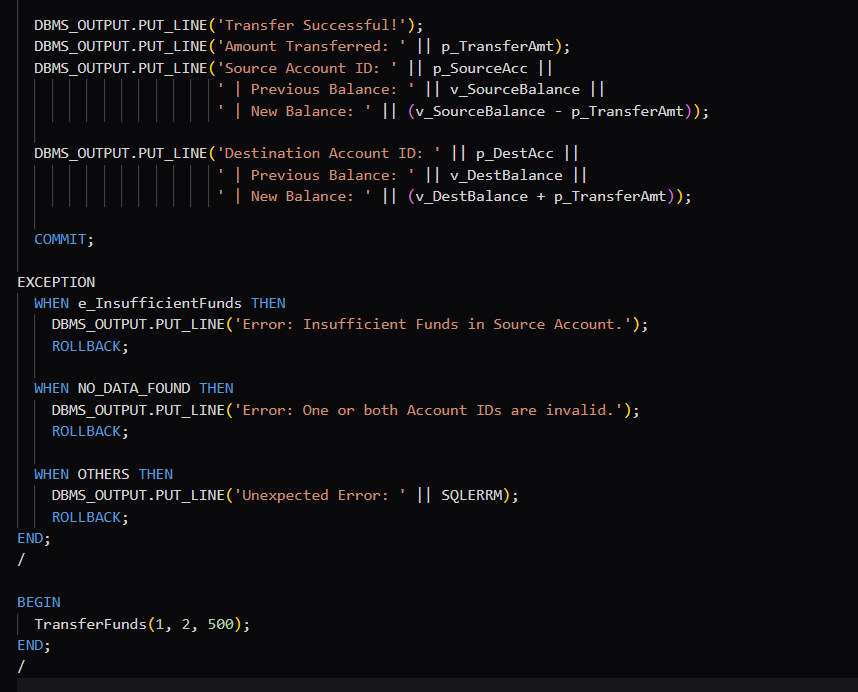 DBMS_OUTPUT.PUT_LINE('Transfer Successful!');
DBMS_OUTPUT.PUT_LINE('Amount Transferred: ' || p_TransferAmt);
DBMS_OUTPUT.PUT_LINE('Source Account ID: ' || p_SourceAcc ||
' | Previous Balance: ' || v_SourceBalance ||
' | New Balance: ' || (v_SourceBalance - p_TransferAmt));
DBMS_OUTPUT.PUT_LINE('Destination Account ID: ' || p_DestAcc ||
' | Previous Balance: ' || v_DestBalance ||
' | New Balance: ' || (v_DestBalance + p_TransferAmt));
COMMIT;
EXCEPTION
WHEN e_InsufficientFunds THEN
DBMS_OUTPUT.PUT_LINE('Error: Insufficient Funds in Source Account.');
ROLLBACK;
WHEN NO_DATA_FOUND THEN
DBMS_OUTPUT.PUT_LINE('Error: One or both Account IDs are invalid.');
ROLLBACK;
WHEN OTHERS THEN
DBMS_OUTPUT.PUT_LINE('Unexpected Error: ' || SQLERRM);
ROLLBACK;
END;
/
BEGIN
TransferFunds(1, 2, 500);
END;
/